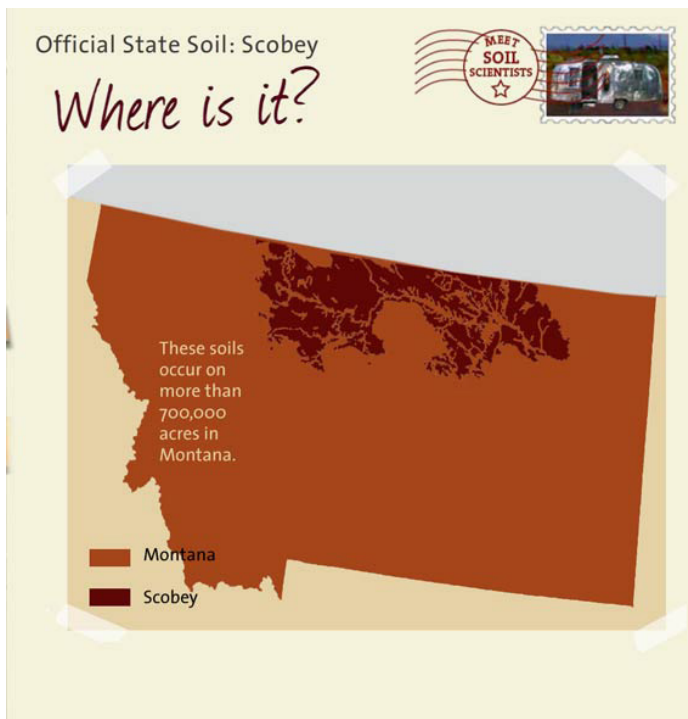 Official State Soil: Scobey
Where is it?
MEET
SOIL
SCIENTISTS
These soils
occur on
more than
700,000
acres in
Montana.
Montana
Scobey